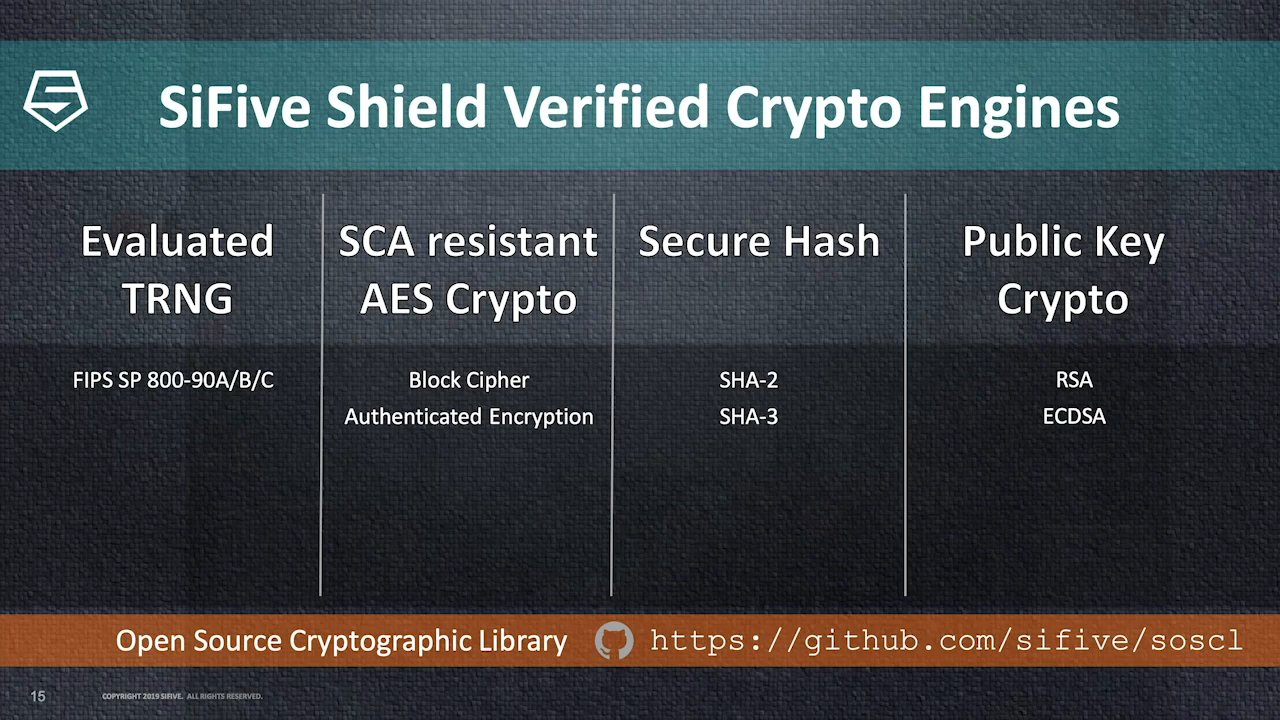 SiFive Shield Verified Crypto Engines
Evaluated
TRNG
FIPS SP 800-90A/B/C
SCA resistant
AES Crypto
Block Cipher
Authenticated Encryption
Secure Hash
SHA-2
SHA-3
Public Key
Crypto
RSA
ECDSA
Open Source Cryptographic Library https://github.com/sifive/soscl
15 COPYRIGHT 2019 SIFIVE. ALL RIGHTS RESERVED.